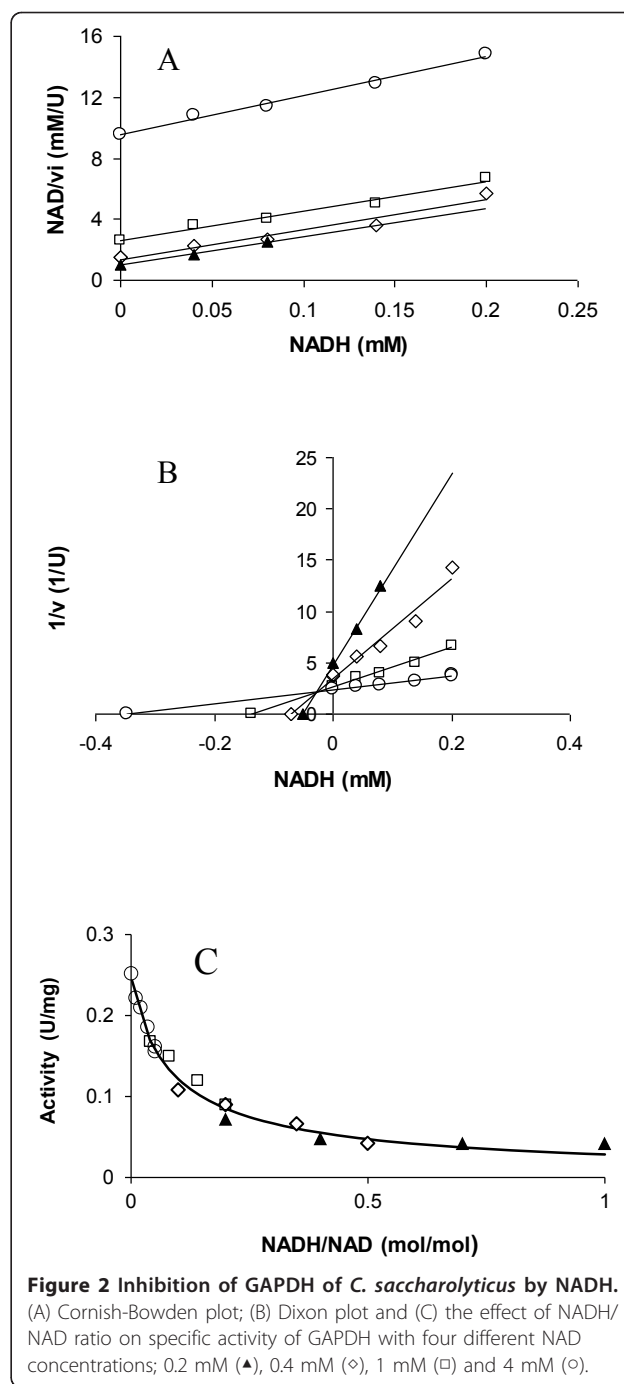 A
NAD/vi (mM/U)
16
12
8
4
0
0 0.05 0.1 0.15 0.2 0.25
NADH (mM)
B
1/v (1/U)
25
20
15
10
5
0
-0.4 -0.2 0 0.2 0.4
NADH (mM)
C
Activity (U/mg)
0.3
0.2
0.1
0
0 0.5 1
NADH/NAD (mol/mol)
Figure 2 Inhibition of GAPDH of C. saccharolyticus by NADH.
(A) Cornish-Bowden plot; (B) Dixon plot and (C) the effect of NADH/
NAD ratio on specific activity of GAPDH with four different NAD
concentrations; 0.2 mM (▲), 0.4 mM (◇), 1 mM (□) and 4 mM (○).